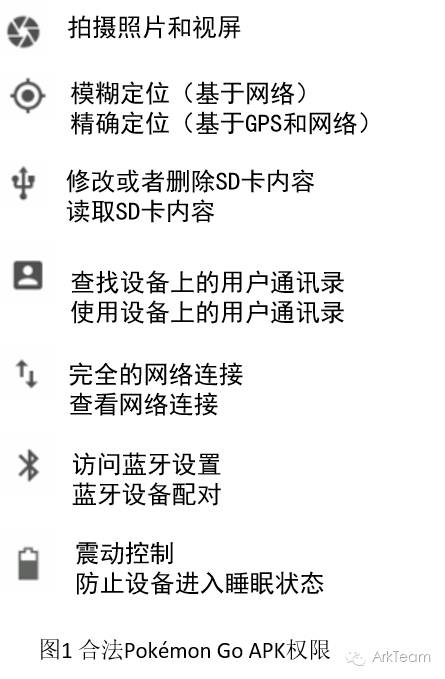 拍摄照片和视屏
模糊定位（基于网络）
精确定位（基于GPS和网络）
修改或者删除SD卡内容
读取SD卡内容
查找设备上的用户通讯录
使用设备上的用户通讯录
完全的网络连接
查看网络连接
访问蓝牙设置
蓝牙设备配对
震动控制
防止设备进入睡眠状态
图1 合法Pokémon Go APK权限
ArkTeam